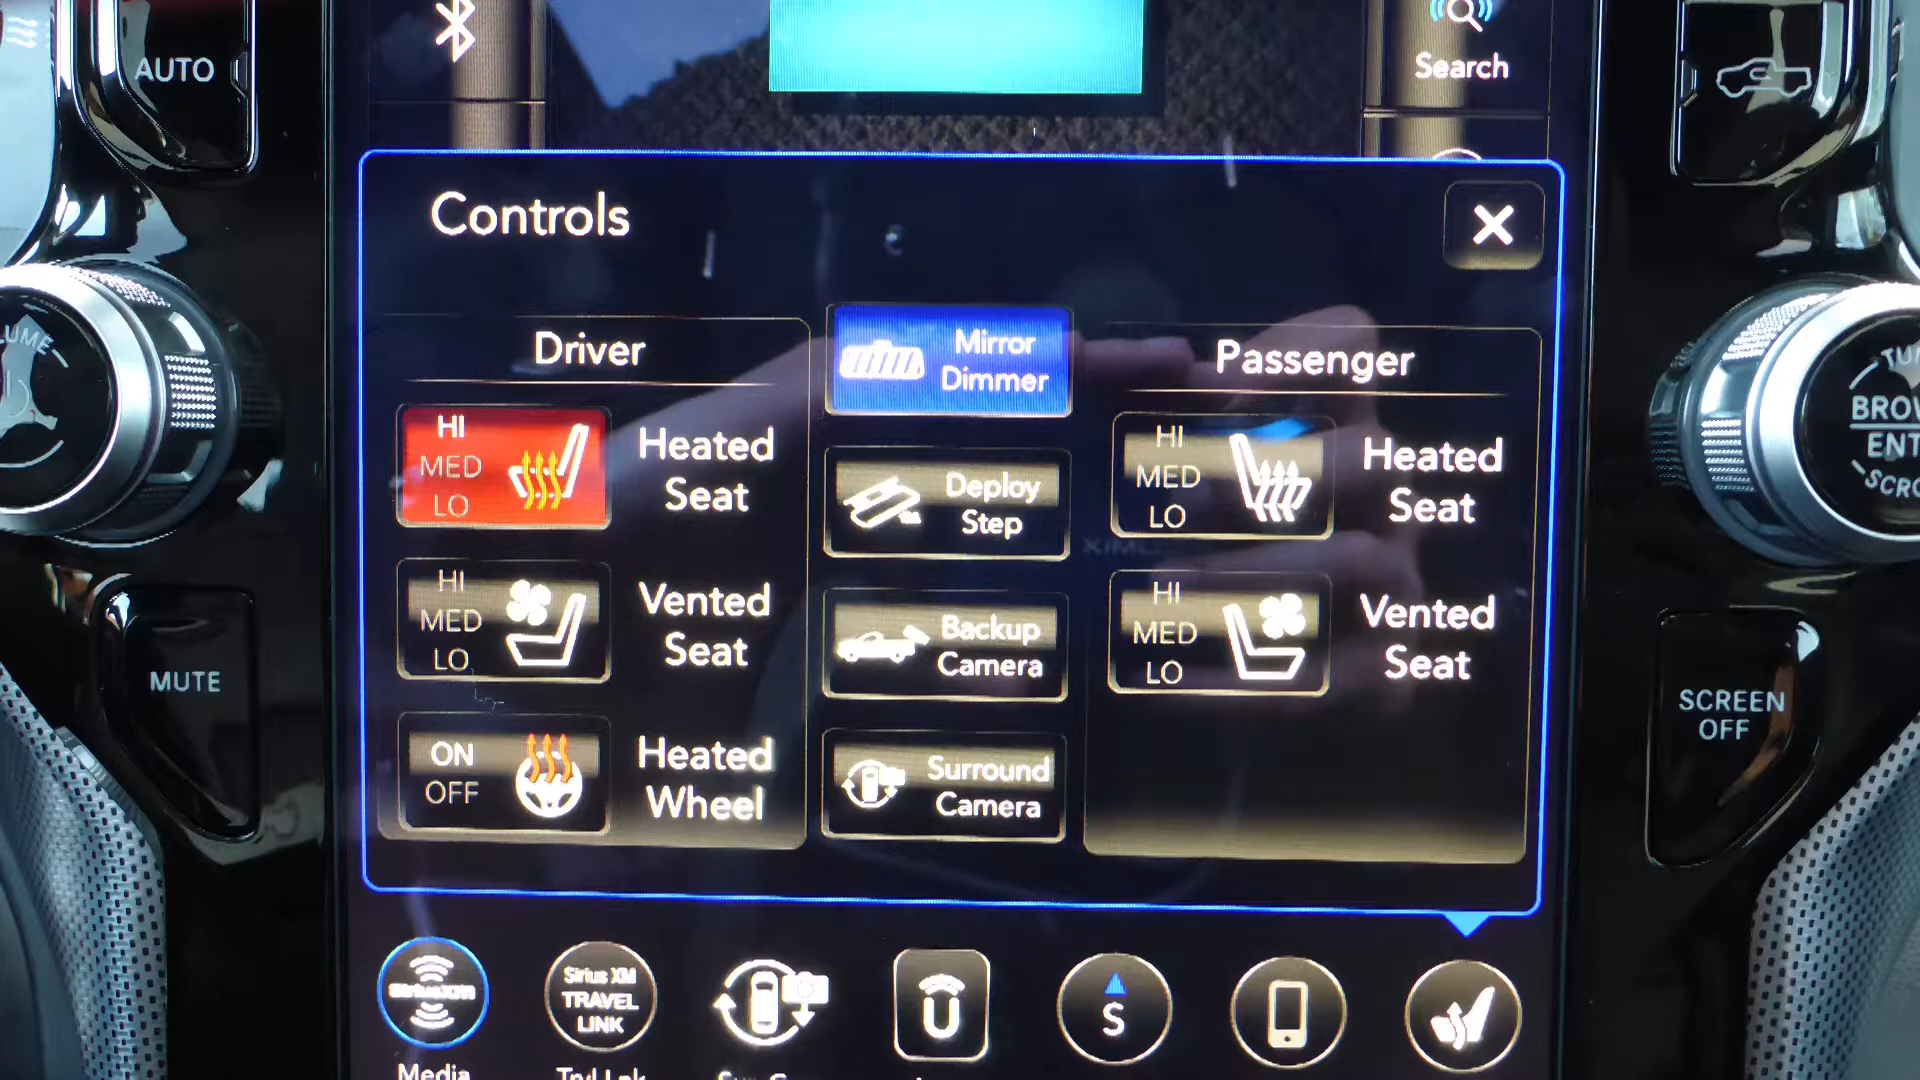 AUTO
Search
Controls
Driver
HI
MED
LO
Heated
Seat
HI
MED
LO
Vented
Seat
ON
OFF
Heated
Wheel
Mirror
Dimmer
Deploy
Step
Backup
Camera
Surround
Camera
Passenger
HI
MED
LO
Heated
Seat
HI
MED
LO
Vented
Seat
MUTE
SCREEN
OFF
Sirius XM
TRAVEL
LINK
U
S
Media